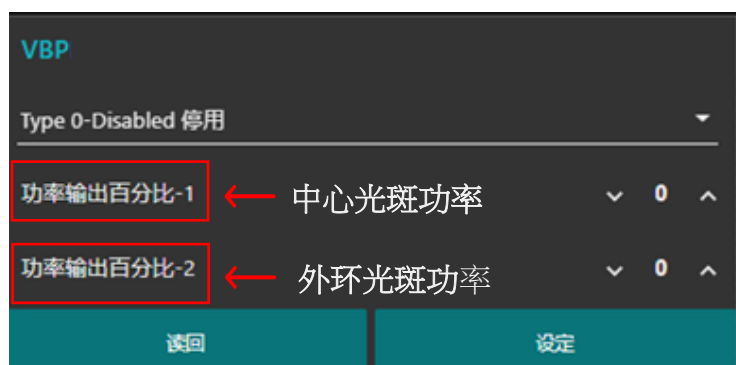 VBP
Type 0-Disabled 停用
功率输出百分比-1 中心光斑功率 0
功率输出百分比-2 外环光斑功率 0
读回 设定